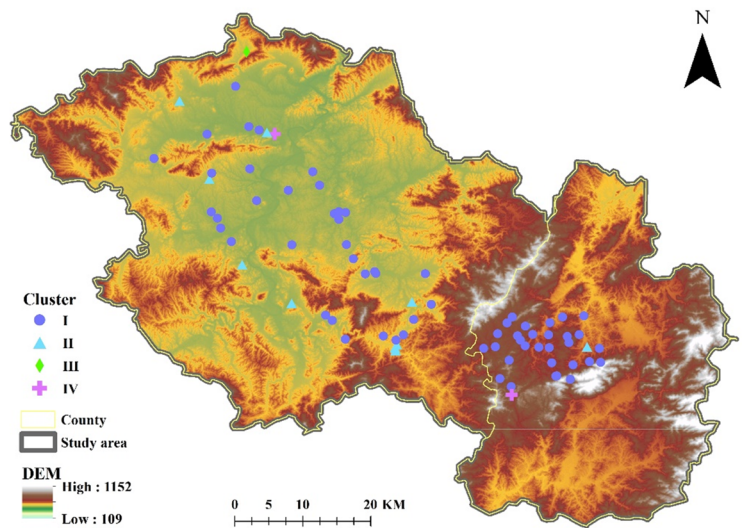 N
Cluster
I
II
III
IV
County
Study area
DEM
High : 1152
Low : 109
0 5 10 20 KM